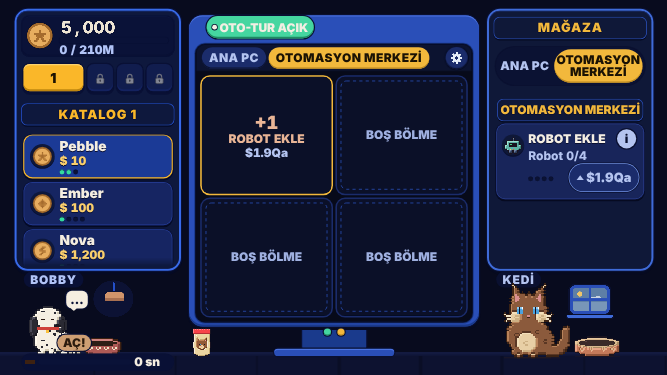 5,000
0 / 210M
1
KATALOG 1
Pebble
$ 10
Ember
$ 100
Nova
$ 1,200
BOBBY
...
AÇ!
0 sn
OTO-TUR AÇIK
ANA PC
OTOMASYON MERKEZİ
+1
ROBOT EKLE
$1.9Qa
BOŞ BÖLME
BOŞ BÖLME
BOŞ BÖLME
MAĞAZA
ANA PC
OTOMASYON
MERKEZİ
OTOMASYON MERKEZİ
ROBOT EKLE
i
Robot 0/4
$1.9Qa
KEDİ